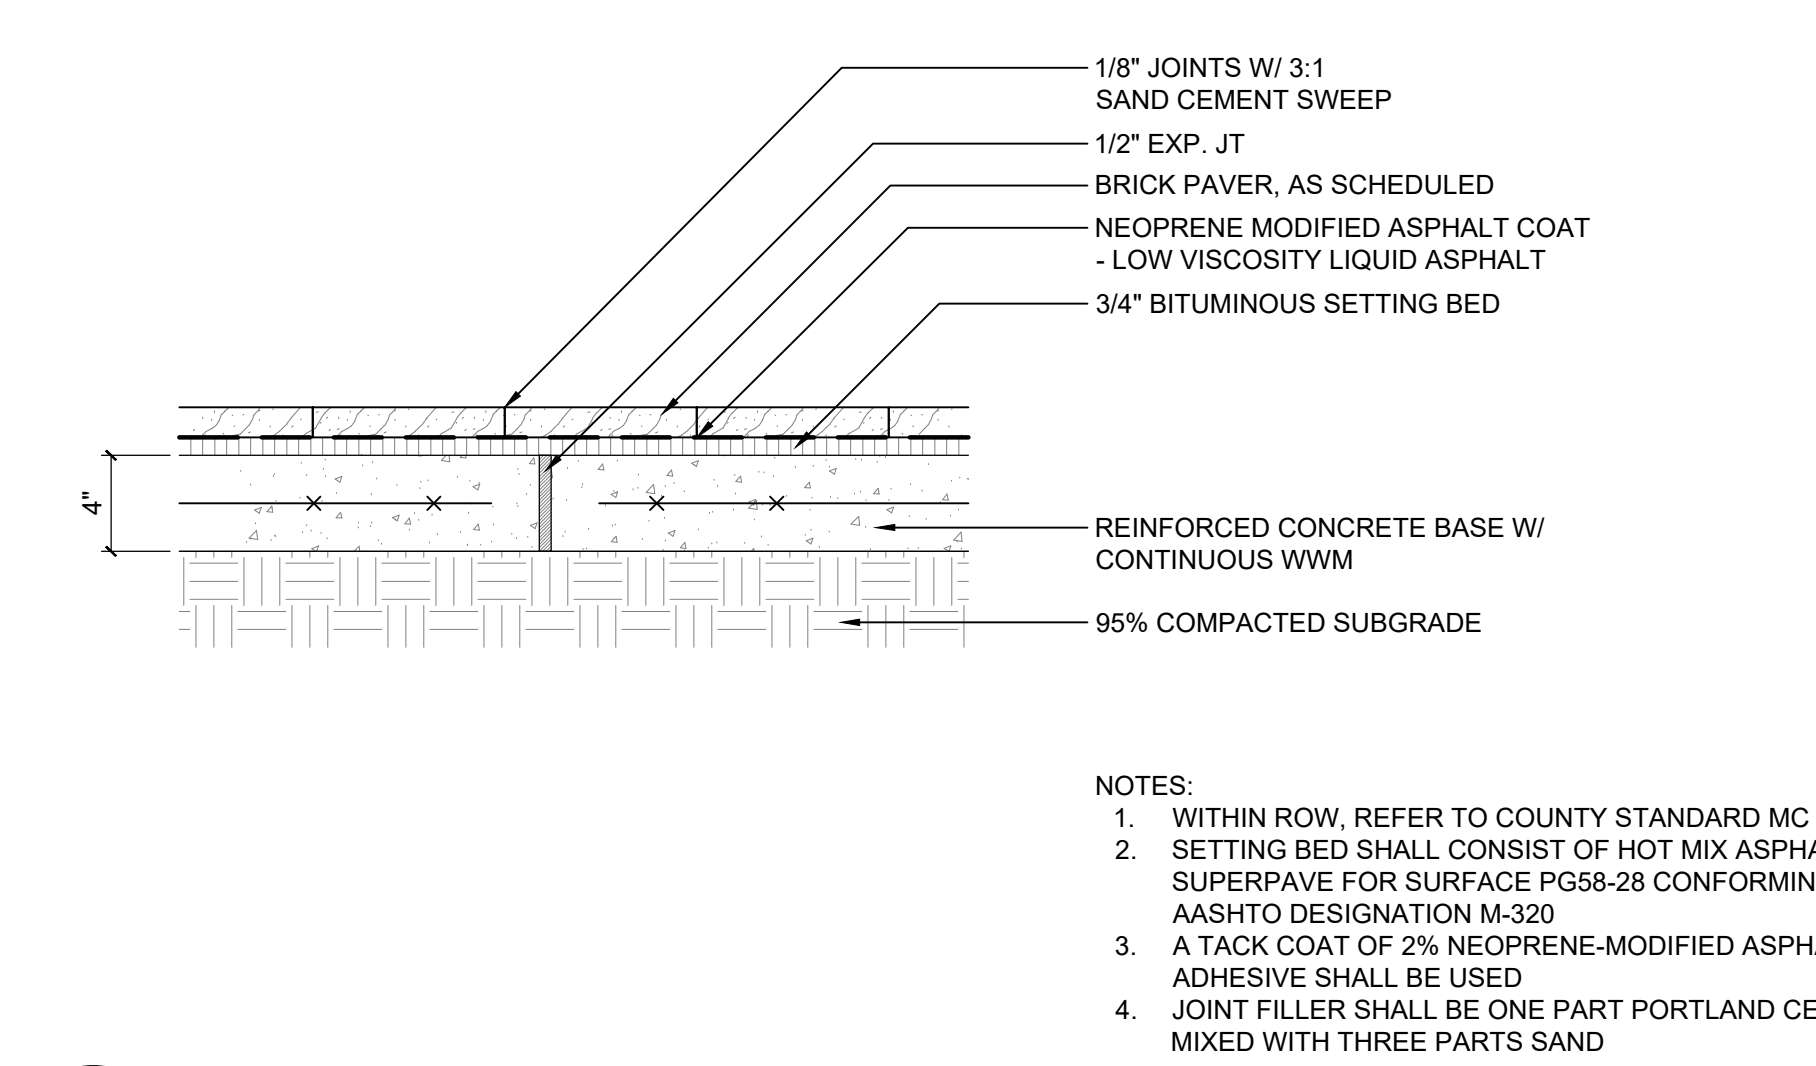 1/8" JOINTS W/ 3:1
SAND CEMENT SWEEP
1/2" EXP. JT
BRICK PAVER, AS SCHEDULED
NEOPRENE MODIFIED ASPHALT COAT
- LOW VISCOSITY LIQUID ASPHALT
3/4" BITUMINOUS SETTING BED
4"
REINFORCED CONCRETE BASE W/
CONTINUOUS WWM
95% COMPACTED SUBGRADE
NOTES:
1. WITHIN ROW, REFER TO COUNTY STANDARD MC
2. SETTING BED SHALL CONSIST OF HOT MIX
SUPERPAVE FOR SURFACE PG58-28
AASHTO DESIGNATION M-320
3. A TACK COAT OF 2% NEOPRENE-MODIFIED
ADHESIVE SHALL BE USED
4. JOINT FILLER SHALL BE ONE PART PORTLAND
MIXED WITH THREE PARTS SAND